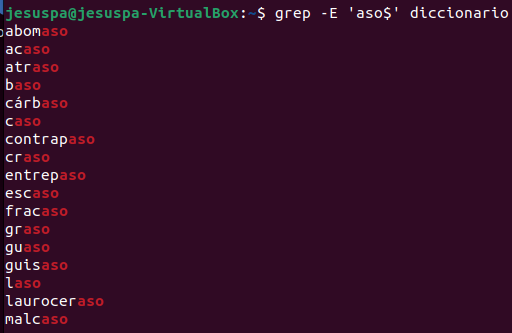 jesuspa@jesuspa-VirtualBox:~$ grep -E 'aso$' diccionario
abomaso
acaso
atraso
baso
cárbaso
caso
contrapaso
craso
entrepaso
escaso
fracaso
graso
guaso
guisaso
laso
lauroceraso
malcaso